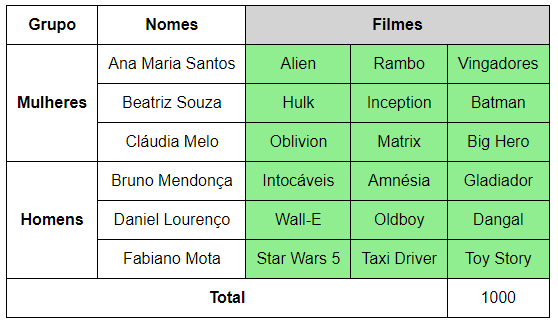 Grupo Nomes Filmes
Mulheres Ana Maria Santos Alien Rambo Vingadores
Beatriz Souza Hulk Inception Batman
Cláudia Melo Oblivion Matrix Big Hero
Homens Bruno Mendonça Intocáveis Amnésia Gladiador
Daniel Lourenço Wall-E Oldboy Dangal
Fabiano Mota Star Wars 5 Taxi Driver Toy Story
Total 1000